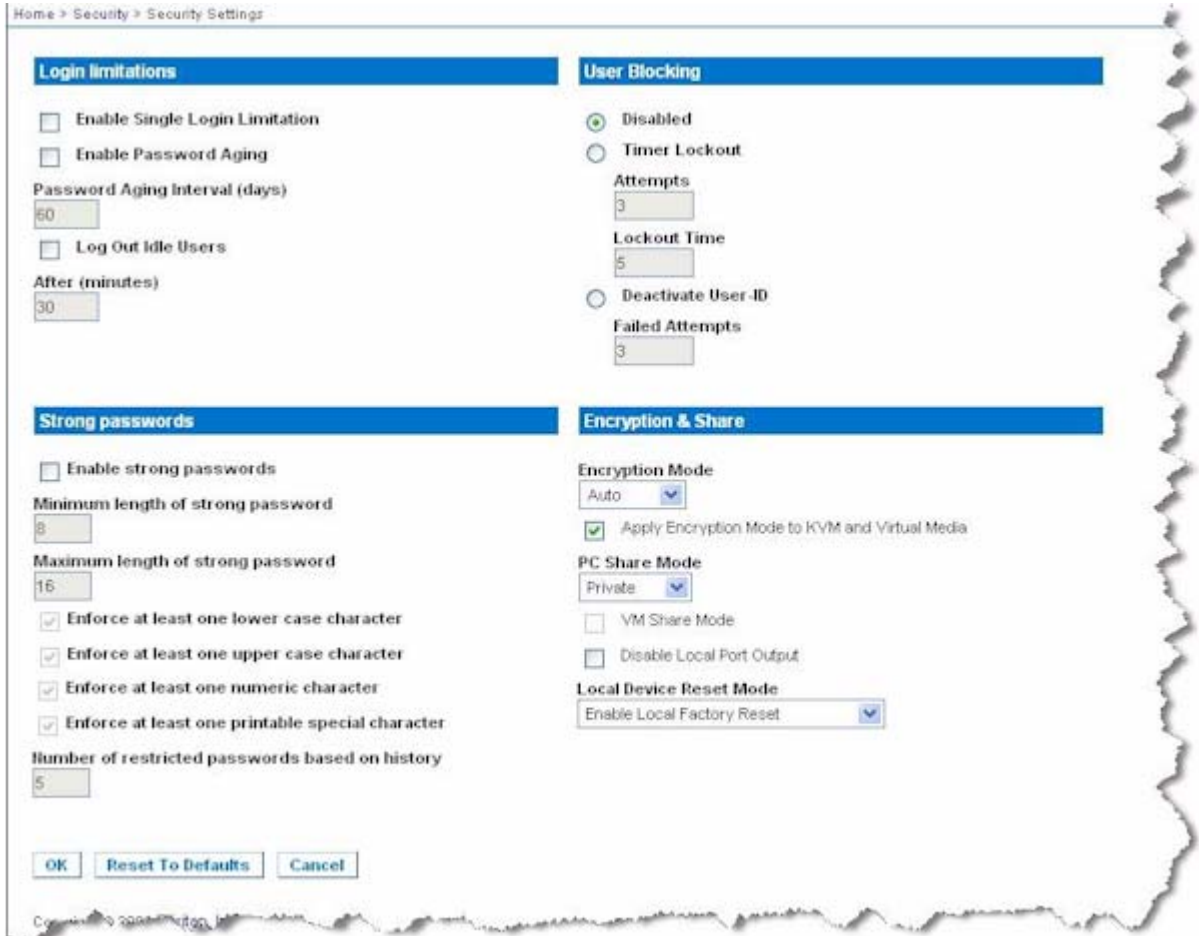 Home > Security > Security Settings
Login limitations
Enable Single Login Limitation
Enable Password Aging
Password Aging Interval (days)
60
Log Out Idle Users
After (minutes)
30
User Blocking
Disabled
Timer Lockout
Attempts
3
Lockout Time
5
Deactivate User-ID
Failed Attempts
3
Strong passwords
Enable strong passwords
Minimum length of strong password
8
Maximum length of strong password
16
Enforce at least one lower case character
Enforce at least one upper case character
Enforce at least one numeric character
Enforce at least one printable special character
Number of restricted passwords based on history
5
Encryption & Share
Encryption Mode
Auto
Apply Encryption Mode to KVM and Virtual Media
PC Share Mode
Private
VM Share Mode
Disable Local Port Output
Local Device Reset Mode
Enable Local Factory Reset
OK
Reset To Defaults
Cancel